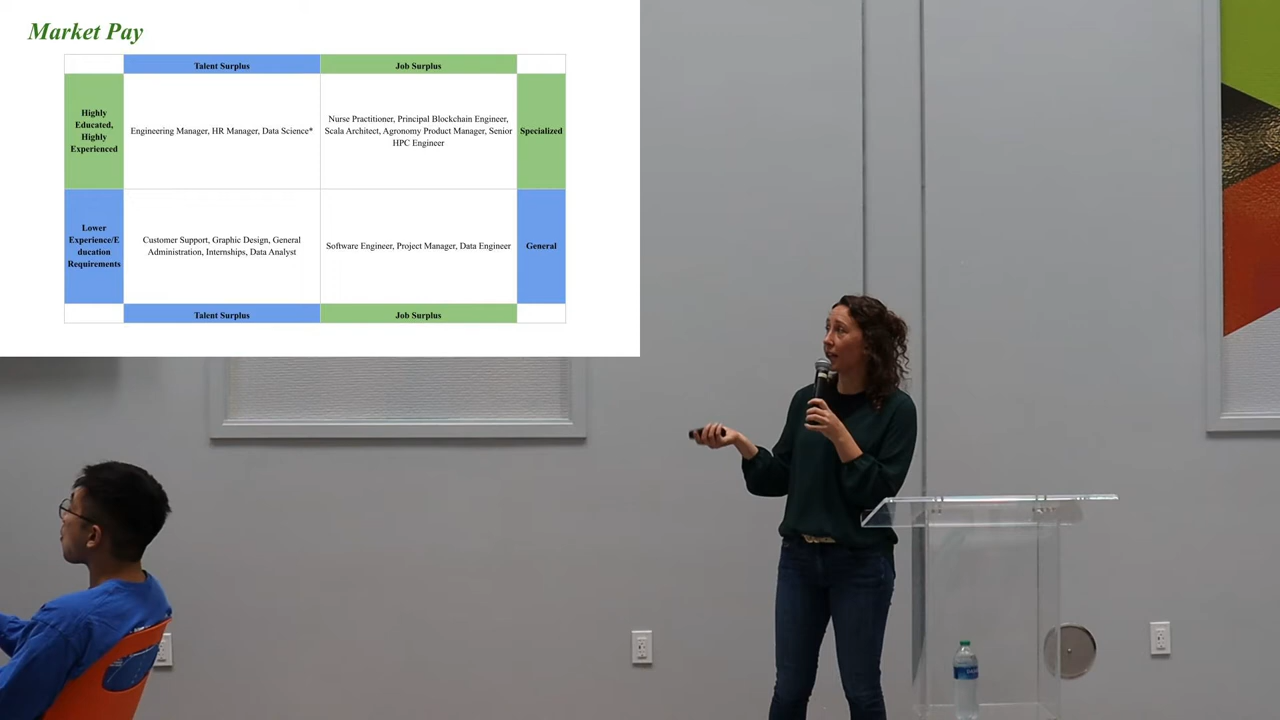 Market Pay
Talent Surplus
Job Surplus
Highly
Educated,
Highly
Experienced
Engineering Manager, HR Manager, Data Science*
Nurse Practitioner, Principal Blockchain Engineer,
Scala Architect, Agronomy Product Manager, Senior
HPC Engineer
Specialized
Lower
Experience/E
ducation
Requirements
Customer Support, Graphic Design, General
Administration, Internships, Data Analyst
Software Engineer, Project Manager, Data Engineer
General
Talent Surplus
Job Surplus